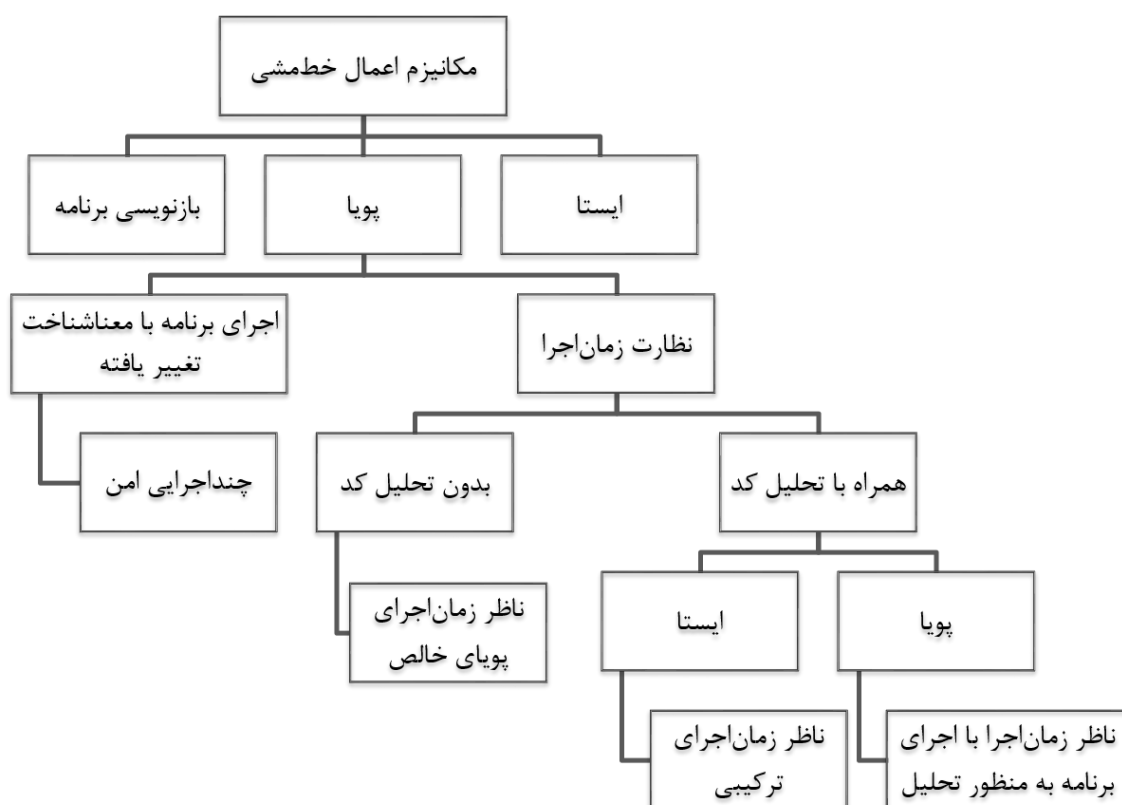 مکانیزم اعمال خط‌مشی
ایستا
پویا
بازنویسی برنامه
نظارت زمان‌اجرا
اجرای برنامه با معناشناخت
تغییر یافته
همراه با تحلیل کد
بدون تحلیل کد
چنداجرایی امن
پویا
ایستا
ناظر زمان‌اجرای
پویای خالص
ناظر زمان‌اجرا با اجرای
برنامه به منظور تحلیل
ناظر زمان‌اجرای
ترکیبی